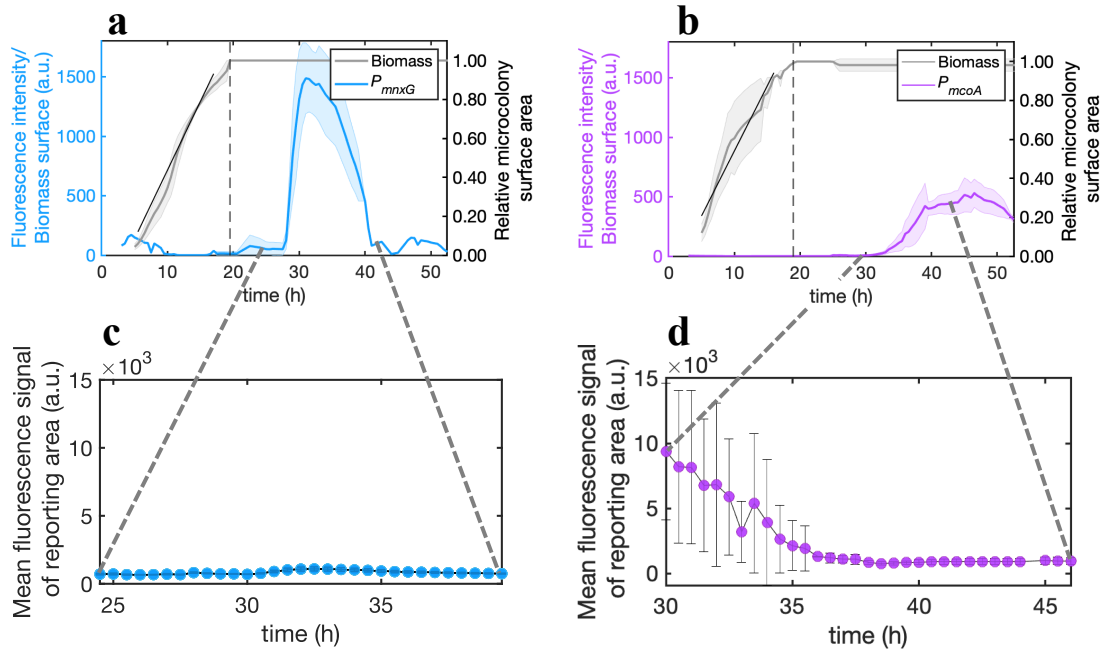 a
Fluorescence intensity/
Biomass surface (a.u.)
1500
1000
500
0
Biomass
P mnxG
1.00
0.80
0.60
0.40
0.20
0.00
Relative microcolony
surface area
0 10 20 30 40 50
time (h)
b
Fluorescence intensity/
Biomass surface (a.u.)
1500
1000
500
0
Biomass
P mcoA
1.00
0.80
0.60
0.40
0.20
0.00
Relative microcolony
surface area
0 10 20 30 40 50
time (h)
c
×10³
Mean fluorescence signal
of reporting area (a.u.)
15
10
5
0
25 30 35
time (h)
d
×10³
Mean fluorescence signal
of reporting area (a.u.)
15
10
5
0
30 35 40 45
time (h)